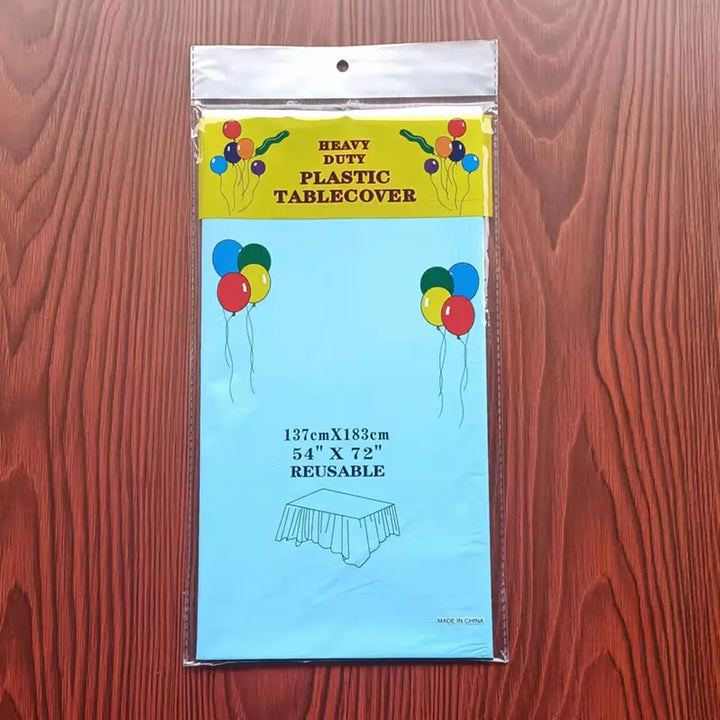 HEAVY
DUTY
PLASTIC
TABLECOVER
137cmX183cm
54" X 72"
REUSABLE
MADE IN CHINA